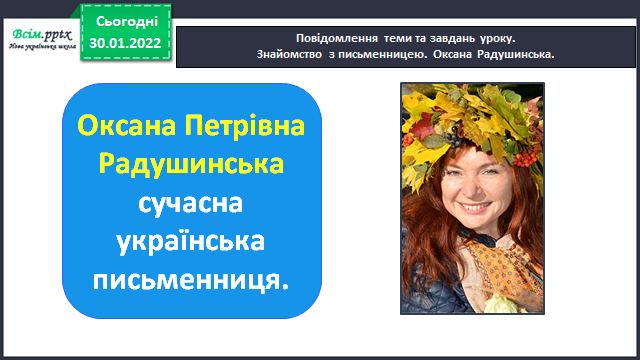 Всім.pptx
Нова українська школа
Сьогодні
30.01.2022
Повідомлення теми та завдань уроку.
Знайомство з письменницею. Оксана Радушинська.
Оксана Петрівна
Радушинська
сучасна
українська
письменниця.